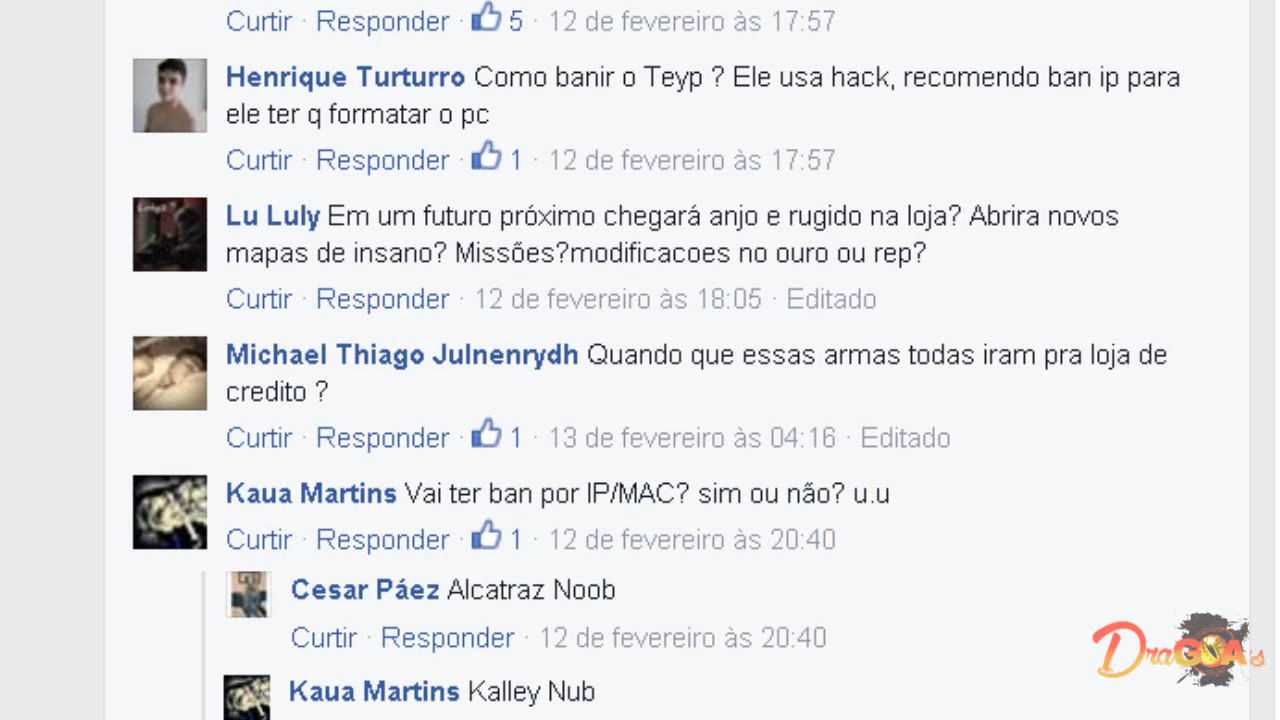 Curtir · Responder · 5 · 12 de fevereiro às 17:57
Henrique Turturro Como banir o Teyp ? Ele usa hack, recomendo ban ip para
ele ter q formatar o pc
Curtir · Responder · 1 · 12 de fevereiro às 17:57
Lu Luly Em um futuro próximo chegará anjo e rugido na loja? Abrira novos
mapas de insano? Missões?modificacoes no ouro ou rep?
Curtir · Responder · 12 de fevereiro às 18:05 · Editado
Michael Thiago Julnenrydh Quando que essas armas todas iram pra loja de
credito ?
Curtir · Responder · 1 · 13 de fevereiro às 04:16 · Editado
Kaua Martins Vai ter ban por IP/MAC? sim ou não? u.u
Curtir · Responder · 1 · 12 de fevereiro às 20:40
Cesar Páez Alcatraz Noob
Curtir · Responder · 12 de fevereiro às 20:40
Kaua Martins Kalley Nub
DraGOA's